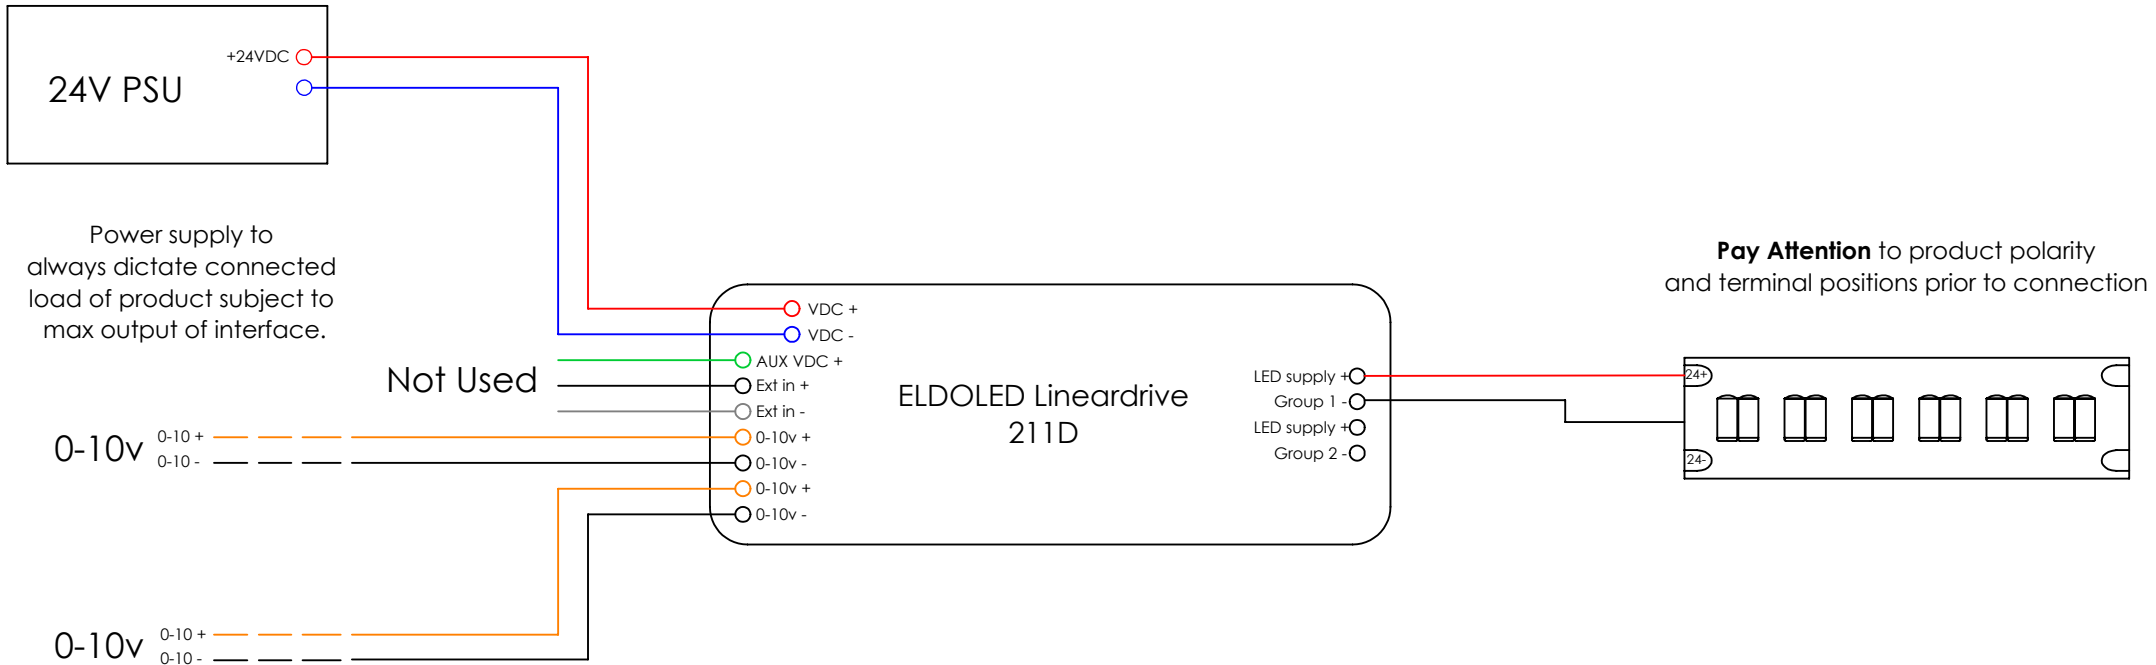 +24VDC
24V PSU
Power supply to
always dictate connected
load of product subject to
max output of interface.
Pay Attention to product polarity
and terminal positions prior to connection
VDC +
VDC -
AUX VDC +
Not Used
Ext in +
Ext in -
0-10v
0-10 +
0-10 -
0-10v +
0-10v -
0-10v +
0-10v -
ELDOLED Lineardrive
211D
LED supply +
Group 1 -
LED supply +
Group 2 -
24+
24-
0-10v
0-10 +
0-10 -